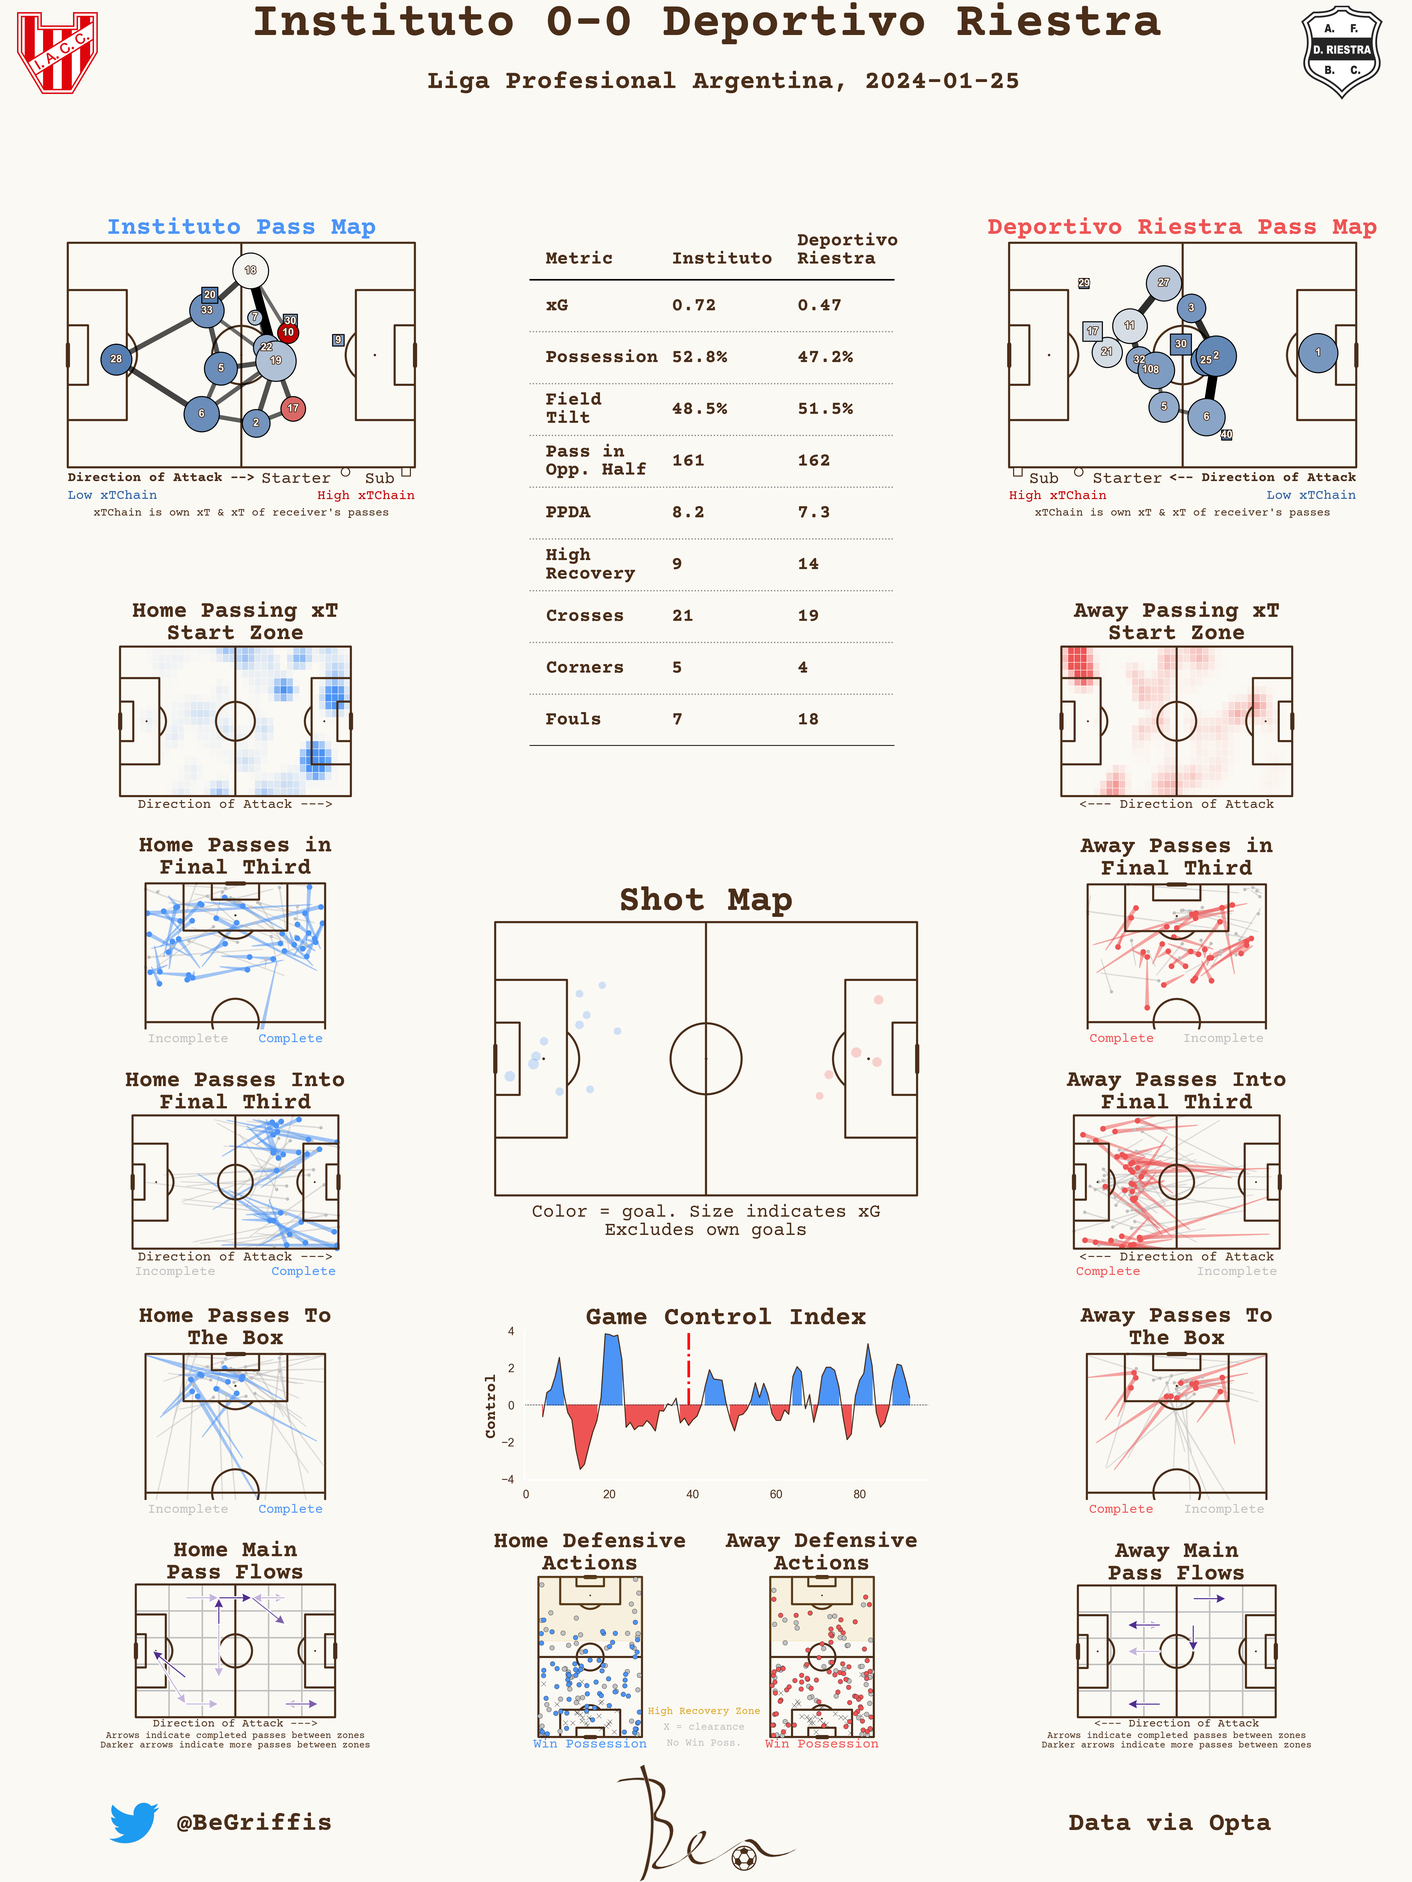 Instituto 0-0 Deportivo Riestra
Liga Profesional Argentina, 2024-01-25
I.A.C.C.
A. F.
D. RIESTRA
B. C.
Instituto Pass Map
18
20
33
7
30
10
22
28
19
9
5
6
2
17
Direction of Attack --> Starter Sub
Low xTChain High xTChain
xTChain is own xT & xT of receiver's passes
Metric Instituto Deportivo Riestra
xG 0.72 0.47
Possession 52.8% 47.2%
Field Tilt 48.5% 51.5%
Pass in Opp. Half 161 162
PPDA 8.2 7.3
High Recovery 9 14
Crosses 21 19
Corners 5 4
Fouls 7 18
Deportivo Riestra Pass Map
29
27
3
11
17
30
21
32
25
2
1
10
8
5
6
40
Sub Starter <-- Direction of Attack
High xTChain Low xTChain
xTChain is own xT & xT of receiver's passes
Home Passing xT
Start Zone
Direction of Attack --->
Away Passing xT
Start Zone
<--- Direction of Attack
Home Passes in
Final Third
Incomplete Complete
Away Passes in
Final Third
Complete Incomplete
Shot Map
Color = goal. Size indicates xG
Excludes own goals
Home Passes Into
Final Third
Direction of Attack --->
Incomplete Complete
Away Passes Into
Final Third
<--- Direction of Attack
Complete Incomplete
Home Passes To
The Box
Incomplete Complete
Game Control Index
Control
4
2
0
−2
−4
0 20 40 60 80
Away Passes To
The Box
Complete Incomplete
Home Main
Pass Flows
Direction of Attack --->
Arrows indicate completed passes between zones
Darker arrows indicate more passes between zones
Home Defensive
Actions
Win Possession
High Recovery Zone
X = clearance
No Win Poss.
Away Defensive
Actions
Win Possession
Away Main
Pass Flows
<--- Direction of Attack
Arrows indicate completed passes between zones
Darker arrows indicate more passes between zones
@BeGriffis
Ben
Data via Opta